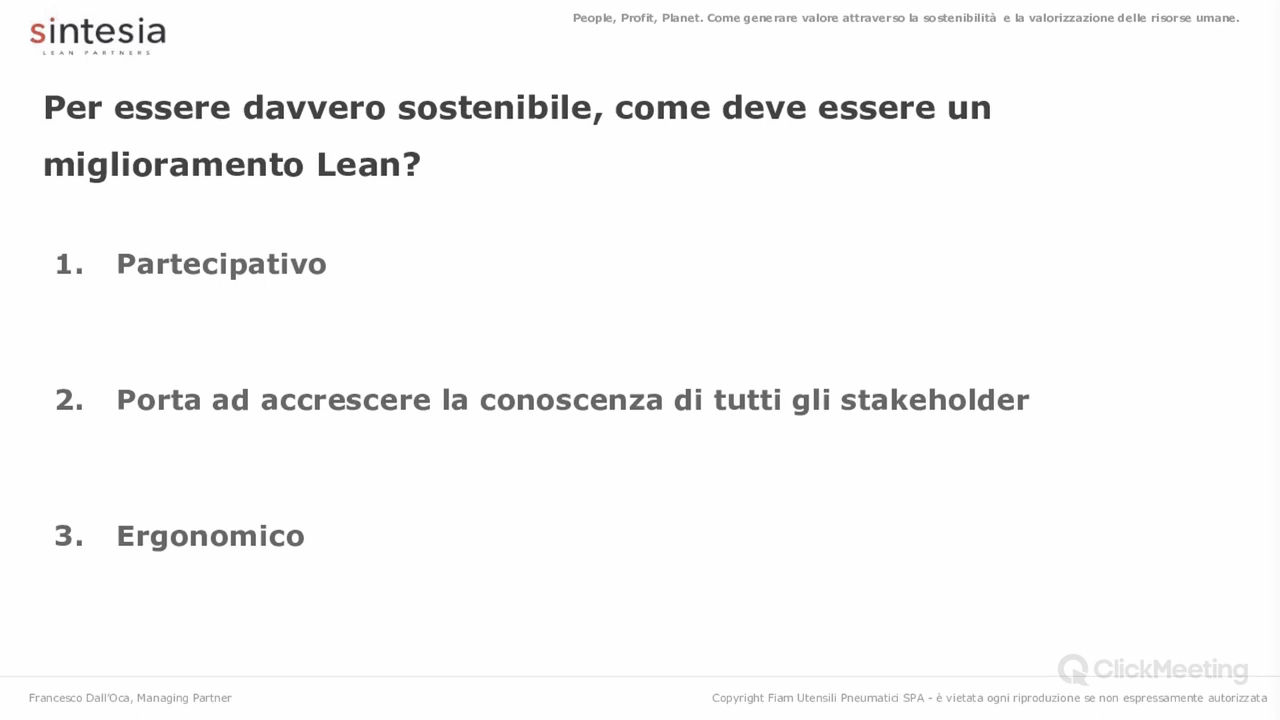 sintesia
LEAN PARTNERS
People, Profit, Planet. Come generare valore attraverso la sostenibilità e la valorizzazione delle risorse umane.
Per essere davvero sostenibile, come deve essere un
miglioramento Lean?
1. Partecipativo
2. Porta ad accrescere la conoscenza di tutti gli stakeholder
3. Ergonomico
ClickMeeting
Francesco Dall'Oca, Managing Partner
Copyright Fiam Utensili Pneumatici SPA - è vietata ogni riproduzione se non espressamente autorizzata